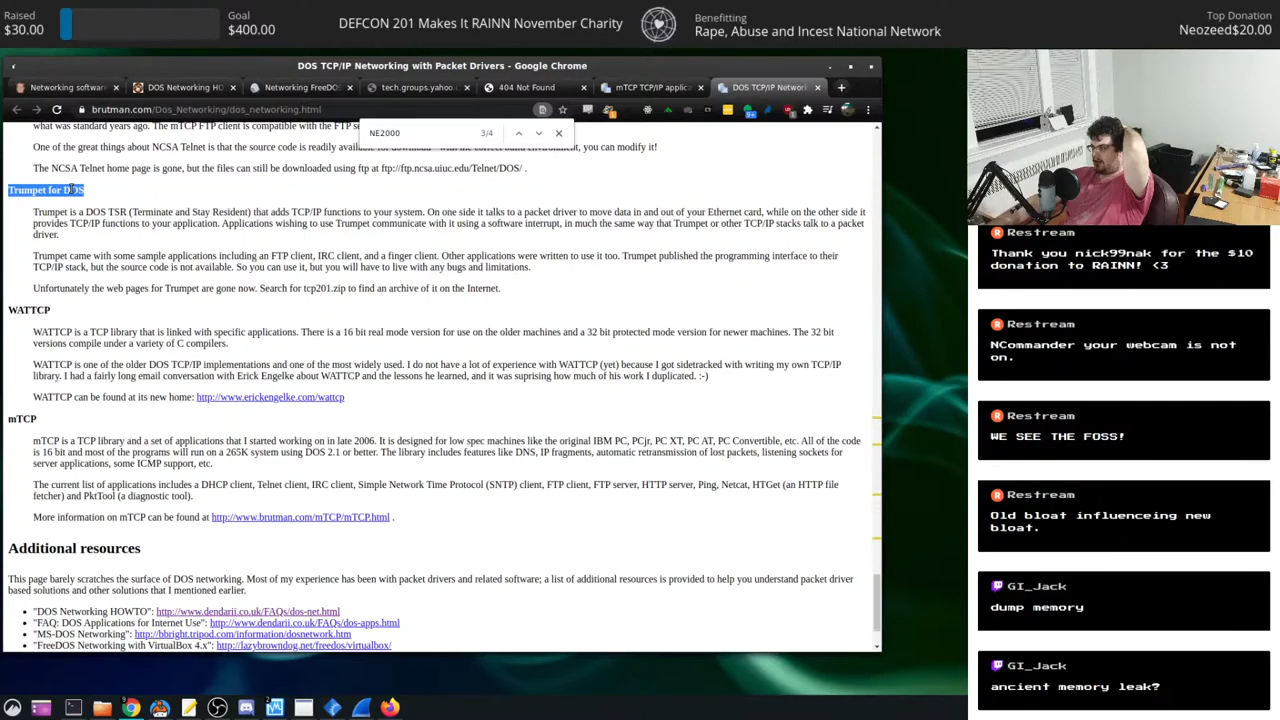 Raised
$30.00
Goal
$400.00
DEFCON 201 Makes It RAINN November Charity
Benefitting
Rape, Abuse and Incest National Network
Top Donation
Neozeed$20.00
DOS TCP/IP Networking with Packet Drivers - Google Chrome
Networking software
DOS Networking HO
Networking FreeDOS
tech.groups.yahoo.c
404 Not Found
mTCP TCP/IP applica
DOS TCP/IP Network
brutman.com/Dos_Networking/dos_networking.html
NE2000
3/4
what was standard years ago. The mTCP FTP client is compatible with the FTP se
One of the great things about NCSA Telnet is that the source code is readily available for download - with the correct build environment, you can modify it!
The NCSA Telnet home page is gone, but the files can still be downloaded using ftp at ftp://ftp.ncsa.uiuc.edu/Telnet/DOS/ .
Trumpet for DOS
Trumpet is a DOS TSR (Terminate and Stay Resident) that adds TCP/IP functions to your system. On one side it talks to a packet driver to move data in and out of your Ethernet card, while on the other side it
provides TCP/IP functions to your application. Applications wishing to use Trumpet communicate with it using a software interrupt, in much the same way that Trumpet or other TCP/IP stacks talk to a packet
driver.
Trumpet came with some sample applications including an FTP client, IRC client, and a finger client. Other applications were written to use it too. Trumpet published the programming interface to their
TCP/IP stack, but the source code is not available. So you can use it, but you will have to live with any bugs and limitations.
Unfortunately the web pages for Trumpet are gone now. Search for tcp201.zip to find an archive of it on the Internet.
WATTCP
WATTCP is a TCP library that is linked with specific applications. There is a 16 bit real mode version for use on the older machines and a 32 bit protected mode version for newer machines. The 32 bit
versions compile under a variety of C compilers.
WATTCP is one of the older DOS TCP/IP implementations and one of the most widely used. I do not have a lot of experience with WATTCP (yet) because I got sidetracked with writing my own TCP/IP
library. I had a fairly long email conversation with Erick Engelke about WATTCP and the lessons he learned, and it was suprising how much of his work I duplicated. :-)
WATTCP can be found at its new home: http://www.erickengelke.com/wattcp
mTCP
mTCP is a TCP library and a set of applications that I started working on in late 2006. It is designed for low spec machines like the original IBM PC, PCjr, PC XT, PC AT, PC Convertible, etc. All of the code
is 16 bit and most of the programs will run on a 265K system using DOS 2.1 or better. The library includes features like DNS, IP fragments, automatic retransmission of lost packets, listening sockets for
server applications, some ICMP support, etc.
The current list of applications includes a DHCP client, Telnet client, IRC client, Simple Network Time Protocol (SNTP) client, FTP client, FTP server, HTTP server, Ping, Netcat, HTGet (an HTTP file
fetcher) and PktTool (a diagnostic tool).
More information on mTCP can be found at http://www.brutman.com/mTCP/mTCP.html .
Additional resources
This page barely scratches the surface of DOS networking. Most of my experience has been with packet drivers and related software; a list of additional resources is provided to help you understand packet driver
based solutions and other solutions that I mentioned earlier.
"DOS Networking HOWTO": http://www.dendarii.co.uk/FAQs/dos-net.html
"FAQ: DOS Applications for Internet Use": http://www.dendarii.co.uk/FAQs/dos-apps.html
"MS-DOS Networking": http://bbright.tripod.com/information/dosnetwork.htm
"FreeDOS Networking with VirtualBox 4.x": http://lazybrowndog.net/freedos/virtualbox/
Restream
Thank you nick99nak for the $10
donation to RAINN! <3
Restream
NCommander your webcam is not
on.
Restream
WE SEE THE FOSS!
Restream
Old bloat influenceing new
bloat.
GI_Jack
dump memory
GI_Jack
ancient memory leak?